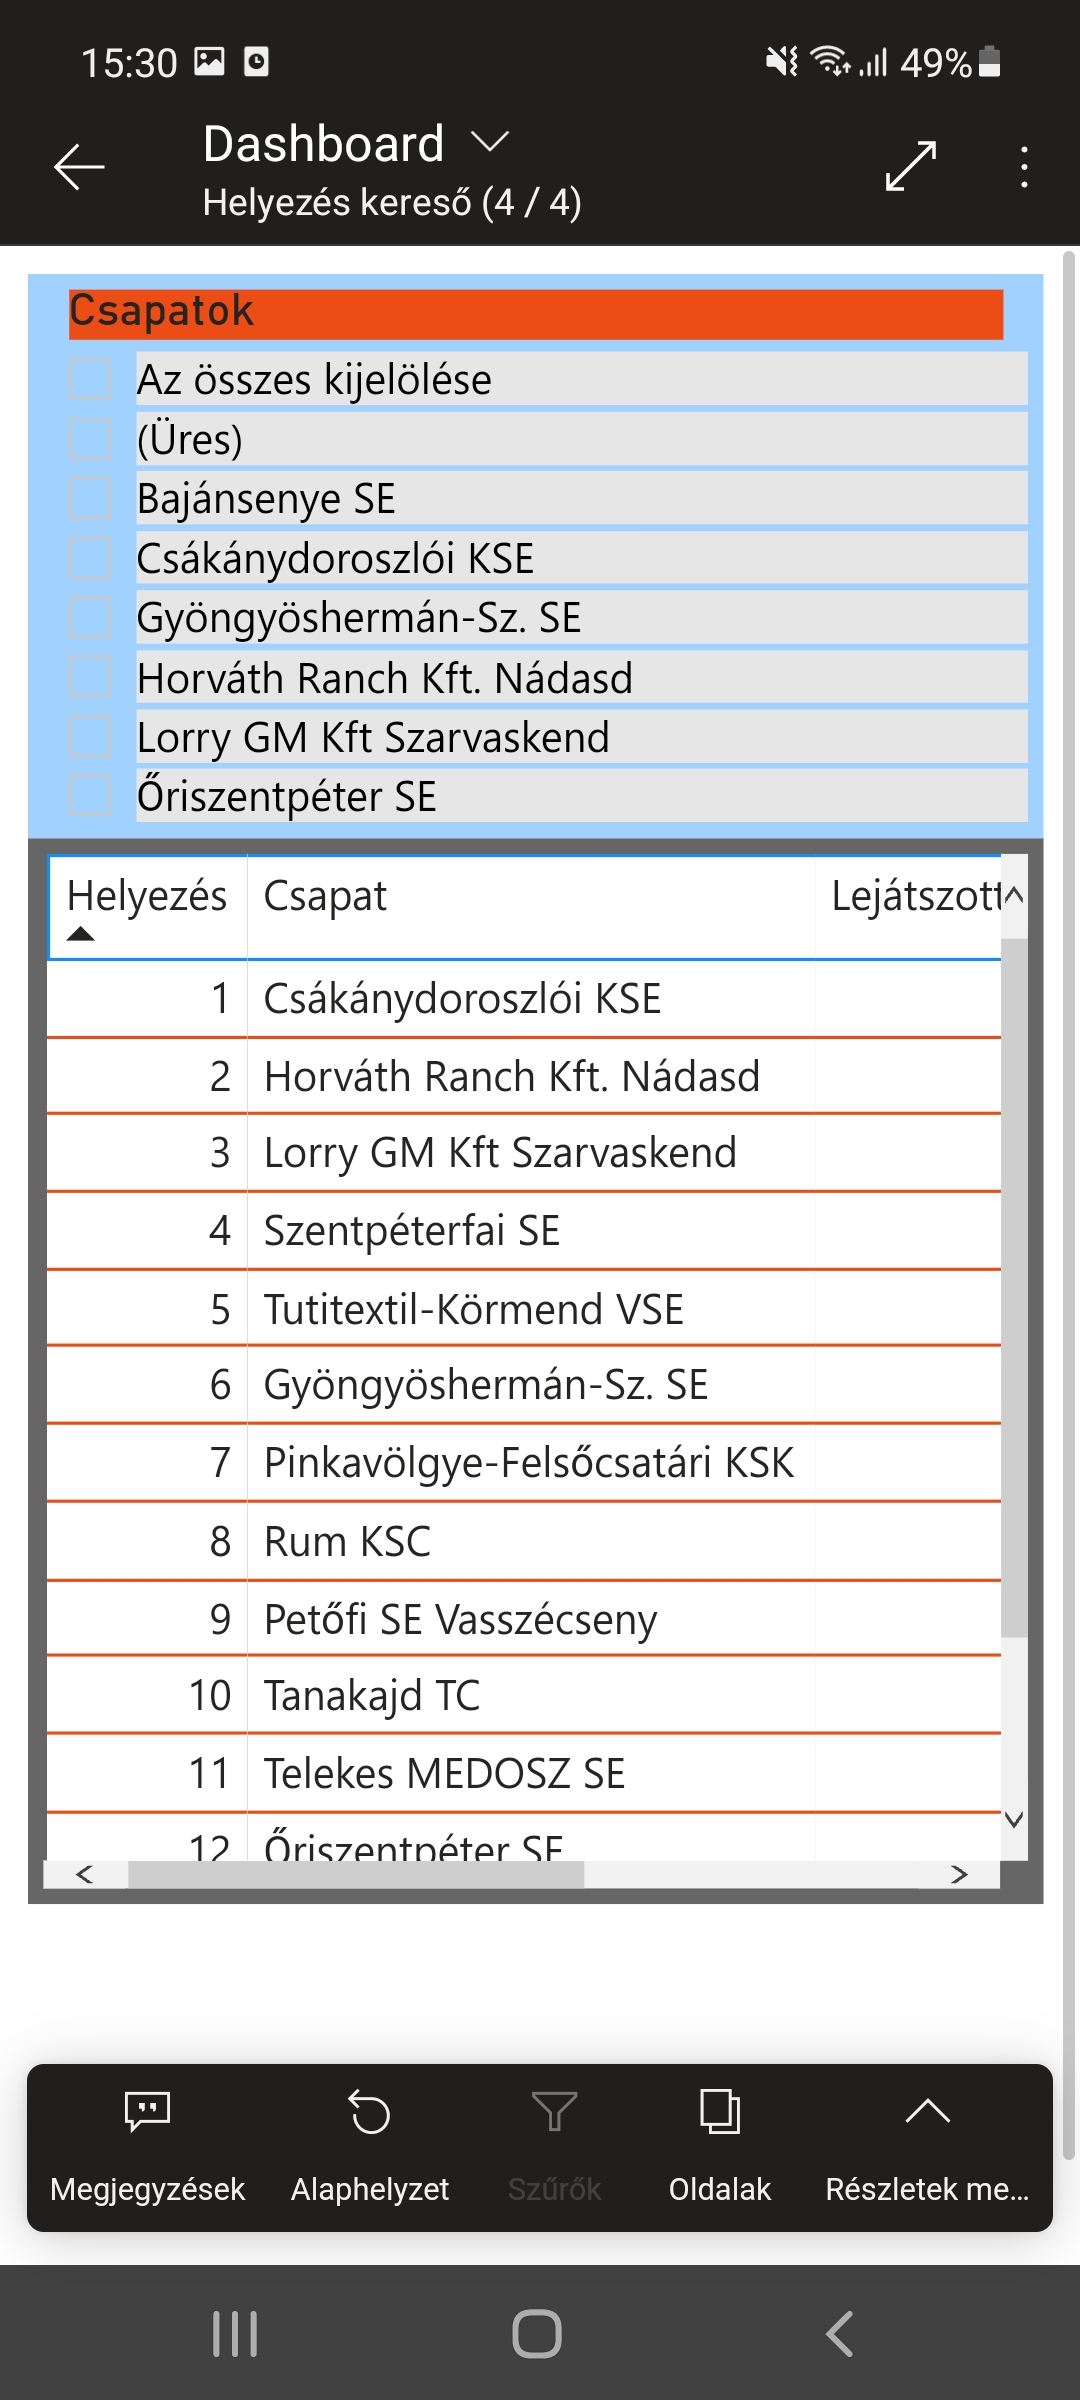 15:30
49%
Dashboard
Helyezés kereső (4 / 4)
Csapatok
Az összes kijelölése
(Üres)
Bajánsenye SE
Csákánydoroszlói KSE
Gyöngyöshermán-Sz. SE
Horváth Ranch Kft. Nádasd
Lorry GM Kft Szarvaskend
Őriszentpéter SE
Helyezés Csapat Lejátszott
1 Csákánydoroszlói KSE
2 Horváth Ranch Kft. Nádasd
3 Lorry GM Kft Szarvaskend
4 Szentpéterfai SE
5 Tutitextil-Körmend VSE
6 Gyöngyöshermán-Sz. SE
7 Pinkavölgye-Felsőcsatári KSK
8 Rum KSC
9 Petőfi SE Vasszécseny
10 Tanakajd TC
11 Telekes MEDOSZ SE
12 Őriszentpéter SE
Megjegyzések Alaphelyzet Szűrők Oldalak Részletek me...